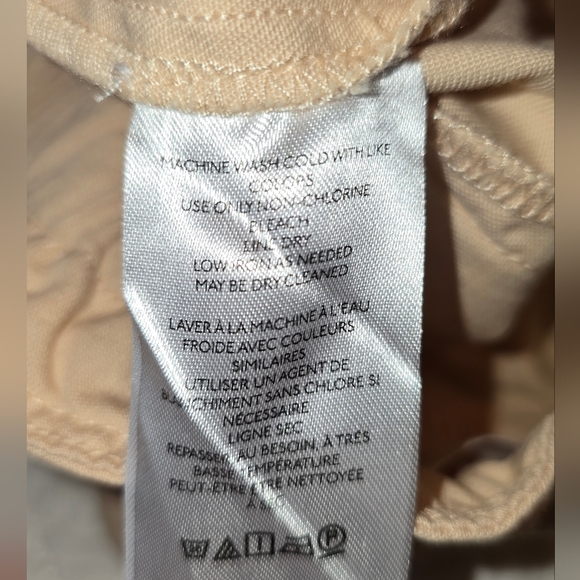 MACHINE WASH COLD WITH LIKE
COLORS
USE ONLY NON-CHLORINE
BLEACH
LINE DRY
LOW IRON AS NEEDED
MAY BE DRY CLEANED
LAVER À LA MACHINE À L'EAU
FROIDE AVEC COULEURS
SIMILAIRES
UTILISER UN AGENT DE
BLANCHIMENT SANS CHLORE SI
NÉCESSAIRE
LIGNE SEC
REPASSER AU BESOIN, À TRÉS
BASSE TEMPÉRATURE
PEUT-ÊTRE ÊTRE NETTOYÉE
À
P